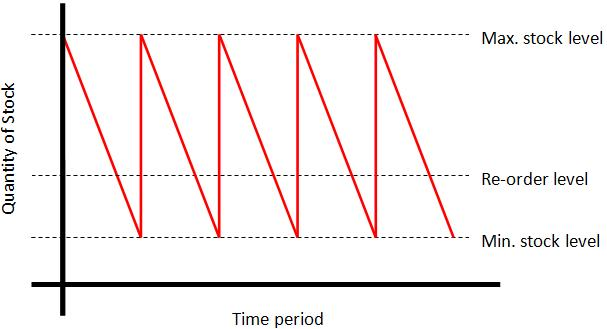 Max. stock level
Quantity of Stock
Re-order level
Min. stock level
Time period